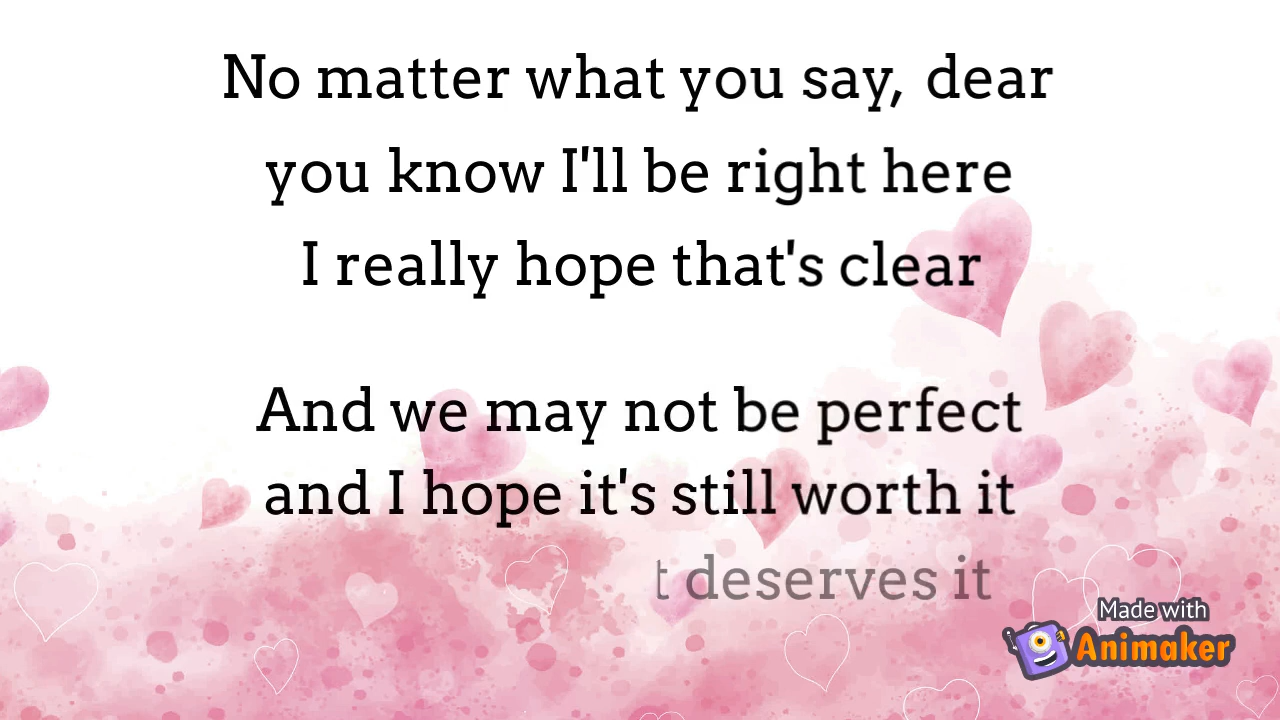 No matter what you say, dear
you know I'll be right here
I really hope that's clear
And we may not be perfect
and I hope it's still worth it
t deserves it
Made with
Animaker